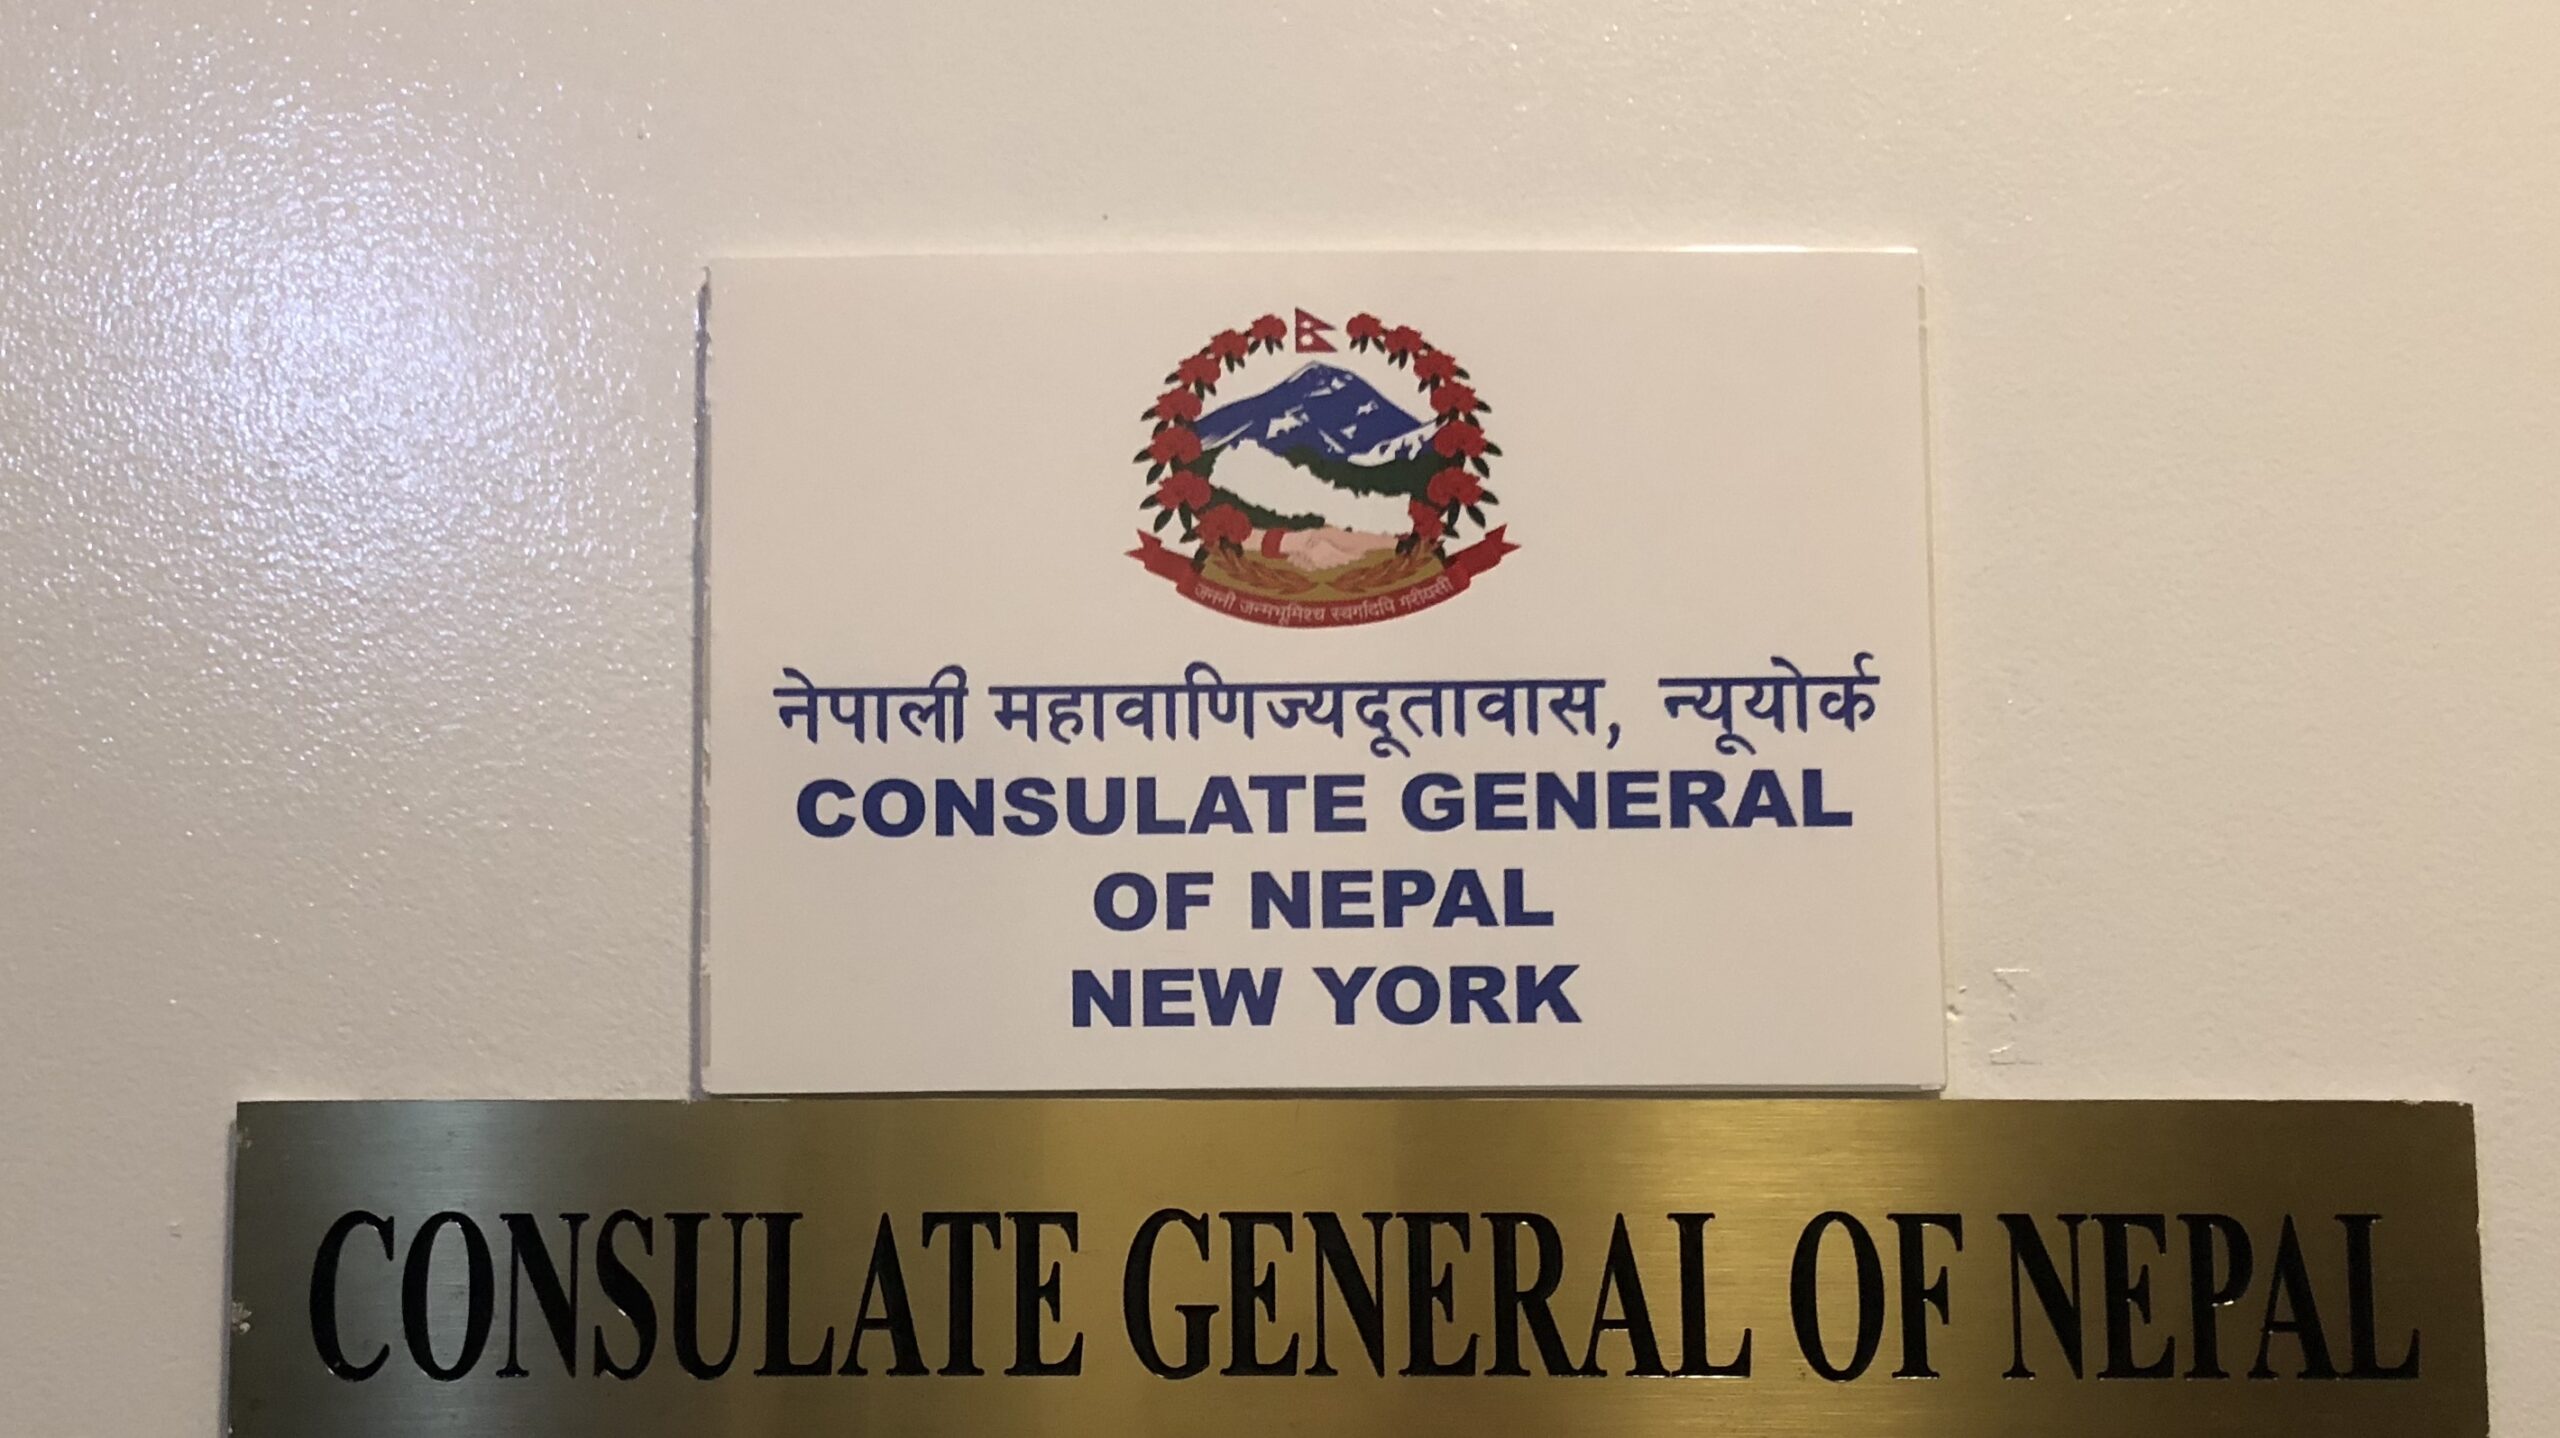 जननी जन्मभूमिश्च स्वर्गादपि गरीयसी
नेपाली महावाणिज्यदूतावास, न्यूयोर्क
CONSULATE GENERAL
OF NEPAL
NEW YORK
CONSULATE GENERAL OF NEPAL